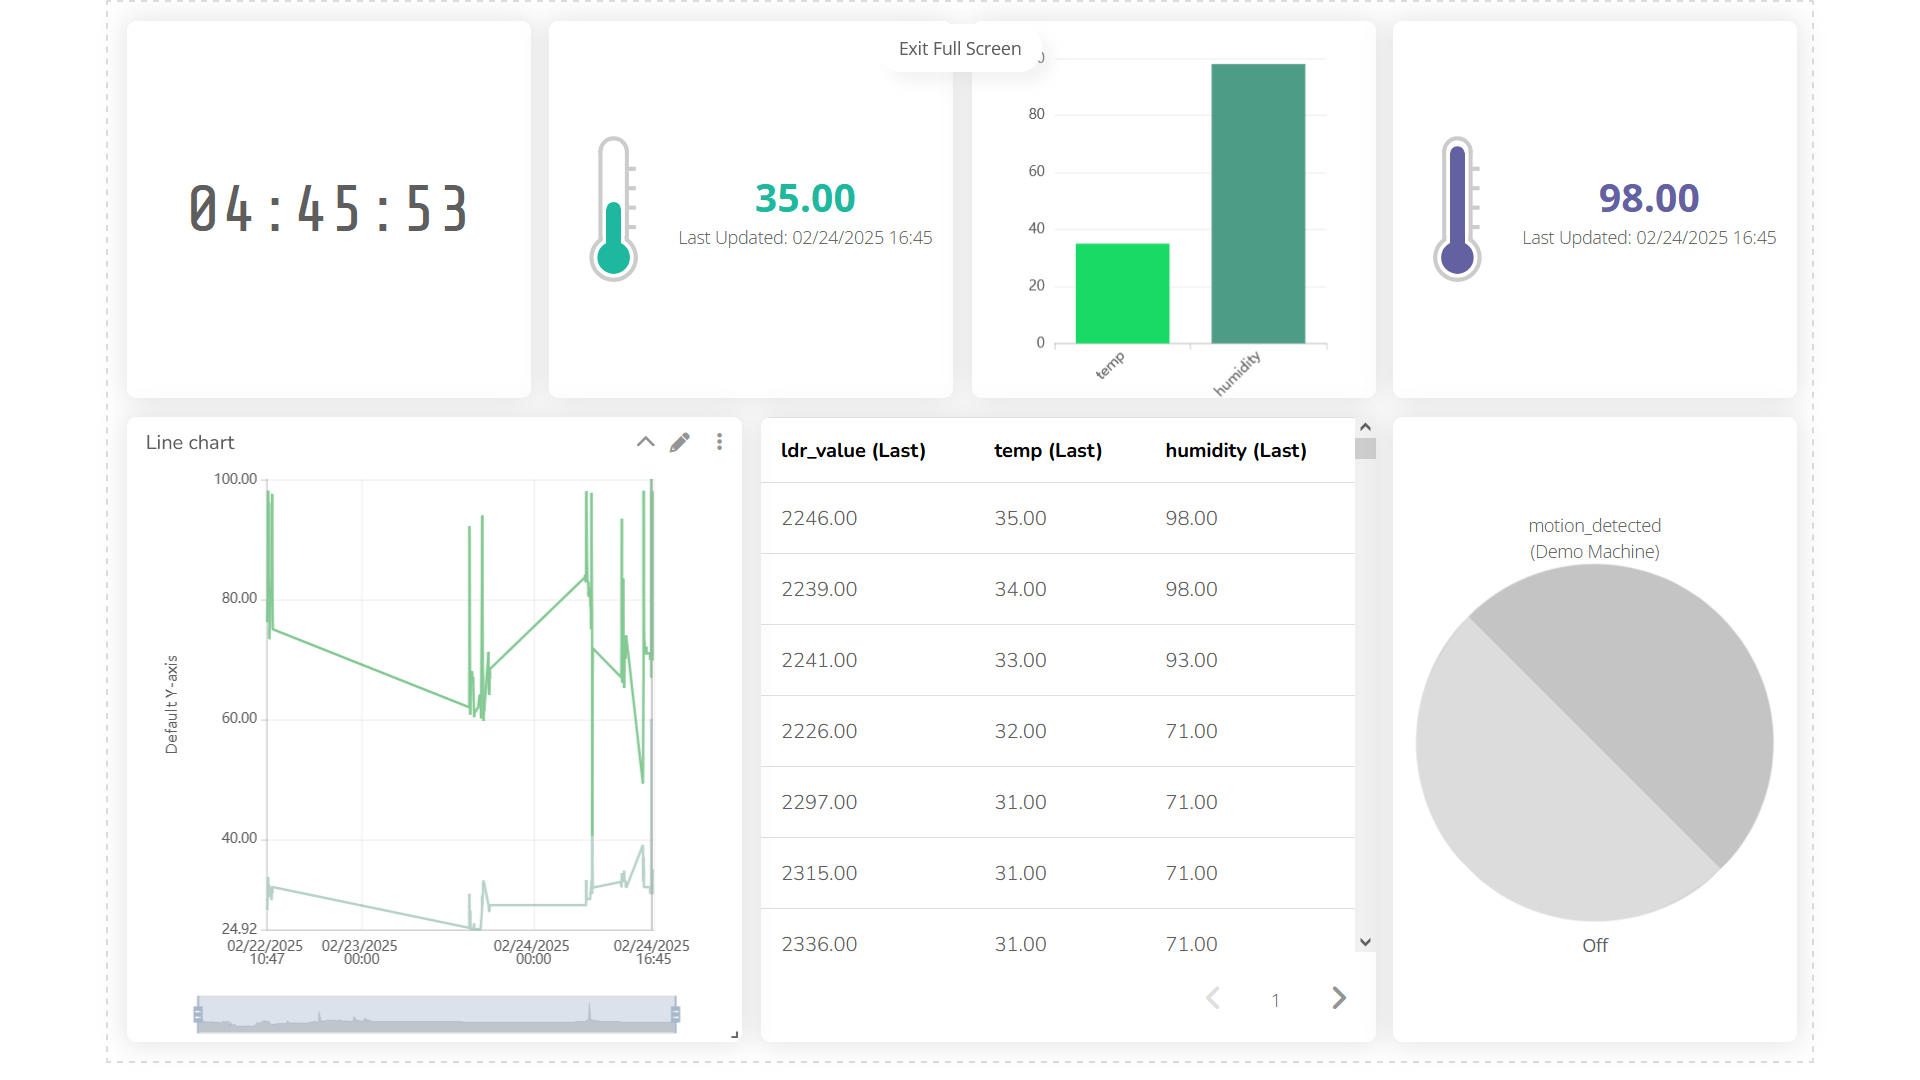 04:45:53
35.00
Last Updated: 02/24/2025 16:45
Exit Full Screen
80
60
40
20
0
temp
humidity
98.00
Last Updated: 02/24/2025 16:45
Line chart
100.00
80.00
60.00
40.00
24.92
Default Y-axis
02/22/2025 02/23/2025 02/24/2025 02/24/2025
10:47 00:00 00:00 16:45
ldr_value (Last) temp (Last) humidity (Last)
2246.00 35.00 98.00
2239.00 34.00 98.00
2241.00 33.00 93.00
2226.00 32.00 71.00
2297.00 31.00 71.00
2315.00 31.00 71.00
2336.00 31.00 71.00
1
motion_detected
(Demo Machine)
Off